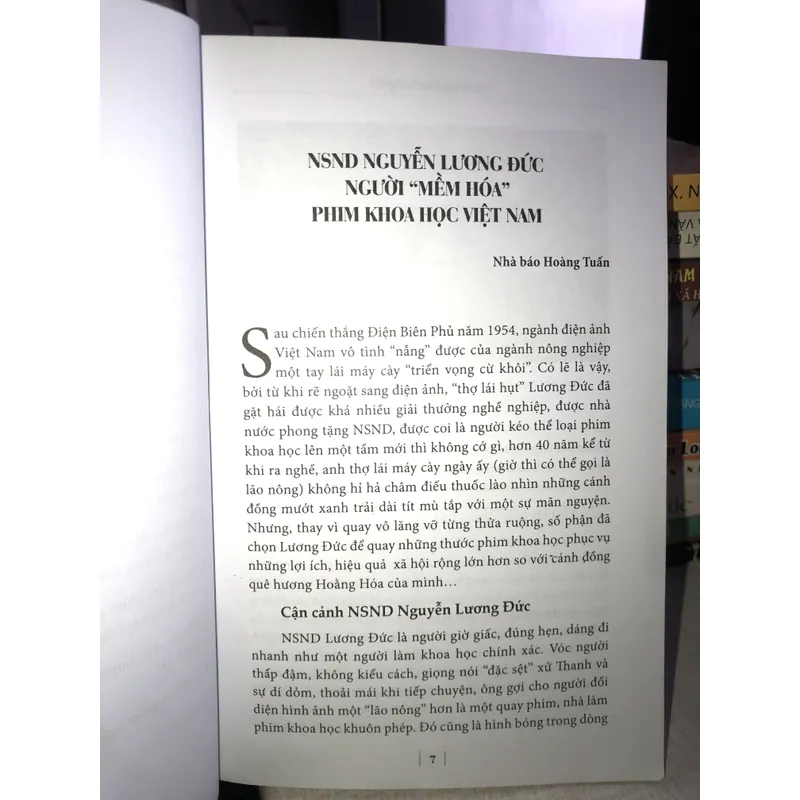 NSND NGUYỄN LƯƠNG ĐỨC
NGƯỜI “MỀM HÓA”
PHIM KHOA HỌC VIỆT NAM
Nhà báo Hoàng Tuấn
Sau chiến thắng Điện Biên Phủ năm 1954, ngành điện ảnh
Việt Nam vô tình “nẫng” được của ngành nông nghiệp
một tay lái máy cày “triển vọng cừ khôi”. Có lẽ là vậy,
bởi từ khi rẽ ngoặt sang điện ảnh, “thợ lái hụt” Lương Đức đã
gặt hái được khá nhiều giải thưởng nghề nghiệp, được nhà
nước phong tặng NSND, được coi là người kéo thể loại phim
khoa học lên một tầm mới thì không cớ gì, hơn 40 năm kể từ
khi ra nghề, anh thợ lái máy cày ngày ấy (giờ thì có thể gọi là
lão nông) không hỉ hả châm điếu thuốc lào nhìn những cánh
đồng mướt xanh trải dài tít mù tắp với một sự mãn nguyện.
Nhưng, thay vì quay vô lăng vỡ từng thửa ruộng, số phận đã
chọn Lương Đức để quay những thước phim khoa học phục vụ
những lợi ích, hiệu quả xã hội rộng lớn hơn so với cánh đồng
quê hương Hoằng Hóa của mình…
Cận cảnh NSND Nguyễn Lương Đức
NSND Lương Đức là người giờ giấc, đúng hẹn, dáng đi
nhanh như một người làm khoa học chính xác. Vóc người
thấp đậm, không kiểu cách, giọng nói “đặc sệt” xứ Thanh và
sự dí dỏm, thoải mái khi tiếp chuyện, ông gợi cho người đối
diện hình ảnh một “lão nông” hơn là một quay phim, nhà làm
phim khoa học khuôn phép. Đó cũng là hình bóng trong dòng
| 7 |